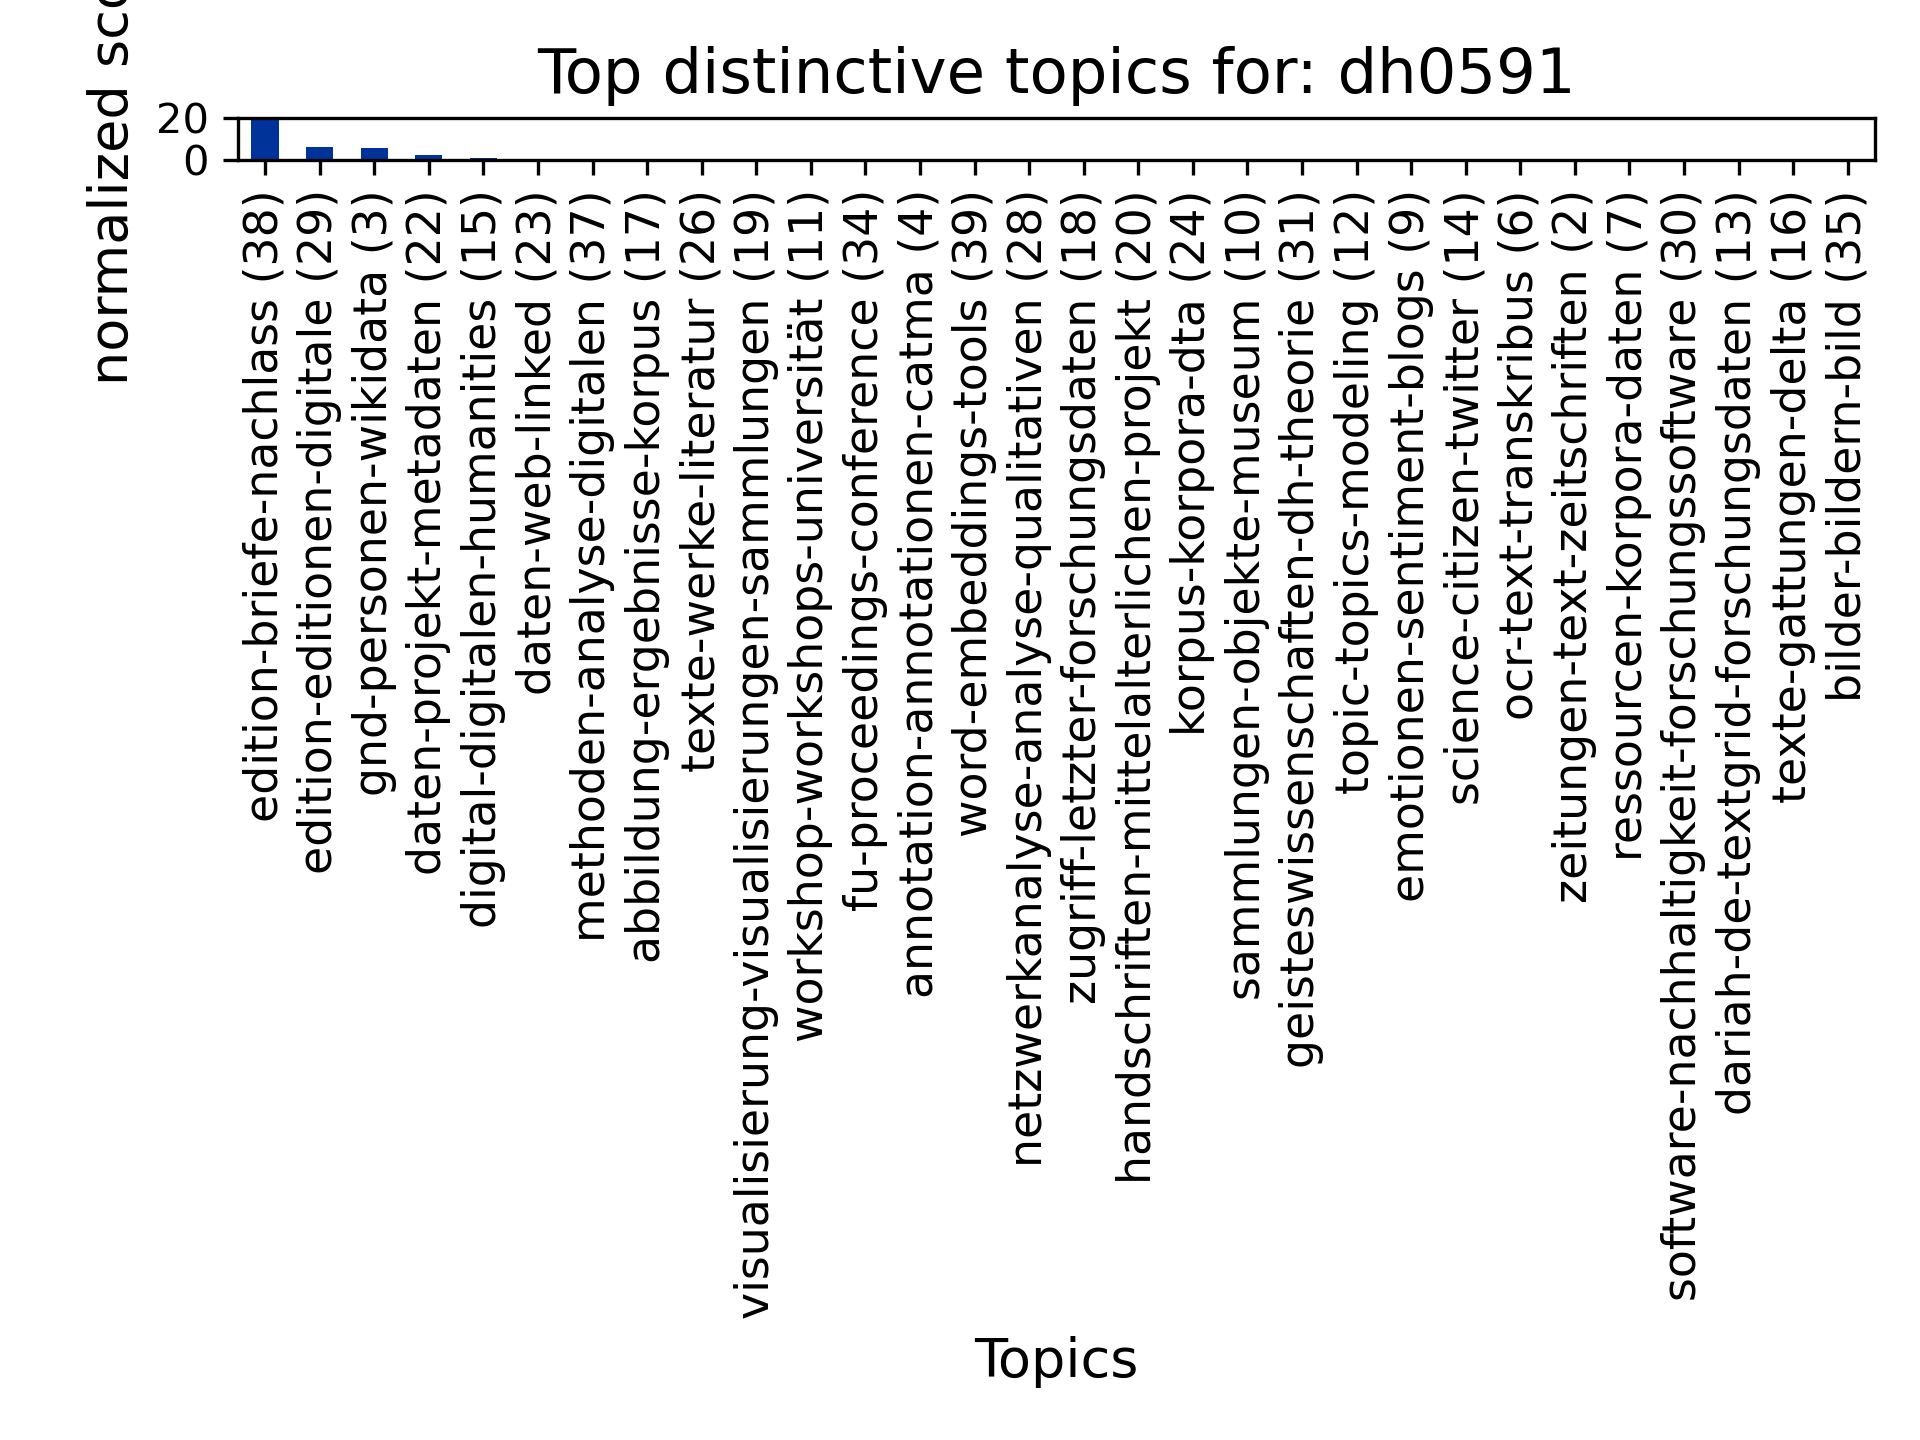 Top distinctive topics for: dh0591
normalized
20
0
edition-briefe-nachlass (38)
edition-editionen-digitale (29)
gnd-personen-wikidata (3)
daten-projekt-metadaten (22)
digital-digitalen-humanities (15)
daten-web-linked (23)
methoden-analyse-digitalen (37)
abbildung-ergebnisse-korpus (17)
texte-werke-literatur (26)
visualisierung-visualisierungen-sammlungen (19)
workshop-workshops-universität (11)
fu-proceedings-conference (34)
annotation-annotationen-catma (4)
word-embeddings-tools (39)
netzwerkanalyse-analyse-qualitativen (28)
zugriff-letzter-forschungsdaten (18)
handschriften-mittelalterlichen-projekt (20)
korpus-korpora-dta (24)
sammlungen-objekte-museum (10)
geisteswissenschaften-dh-theorie (31)
topic-topics-modeling (12)
emotionen-sentiment-blogs (9)
science-citizen-twitter (14)
ocr-text-transkribus (6)
zeitungen-text-zeitschriften (2)
ressourcen-korpora-daten (7)
software-nachhaltigkeit-forschungssoftware (30)
dariah-de-textgrid-forschungsdaten (13)
texte-gattungen-delta (16)
bilder-bildern-bild (35)
Topics